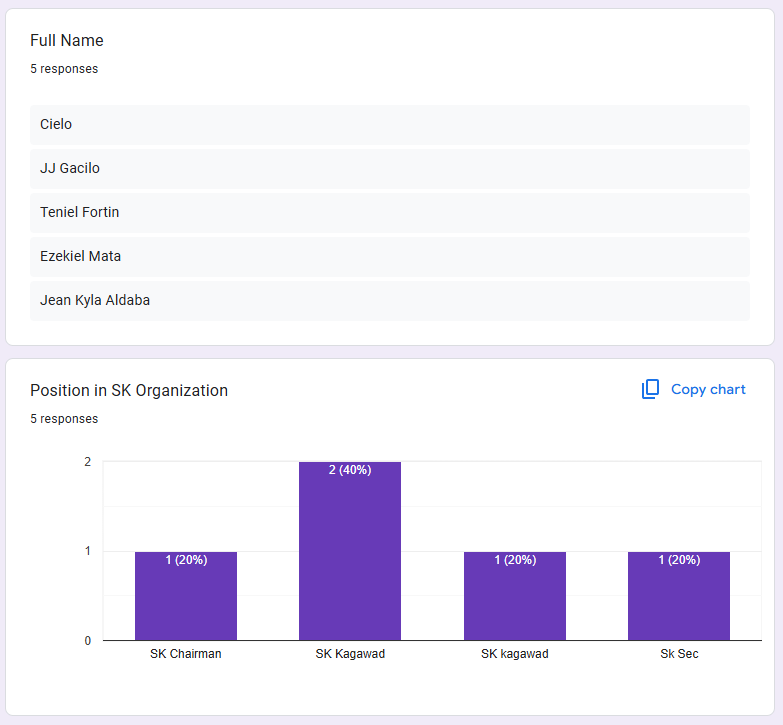 Full Name
5 responses
Cielo
JJ Gacilo
Teniel Fortin
Ezekiel Mata
Jean Kyla Aldaba
Position in SK Organization
Copy chart
5 responses
2
2 (40%)
1
1 (20%)
1 (20%)
1 (20%)
0
SK Chairman
SK Kagawad
SK kagawad
Sk Sec